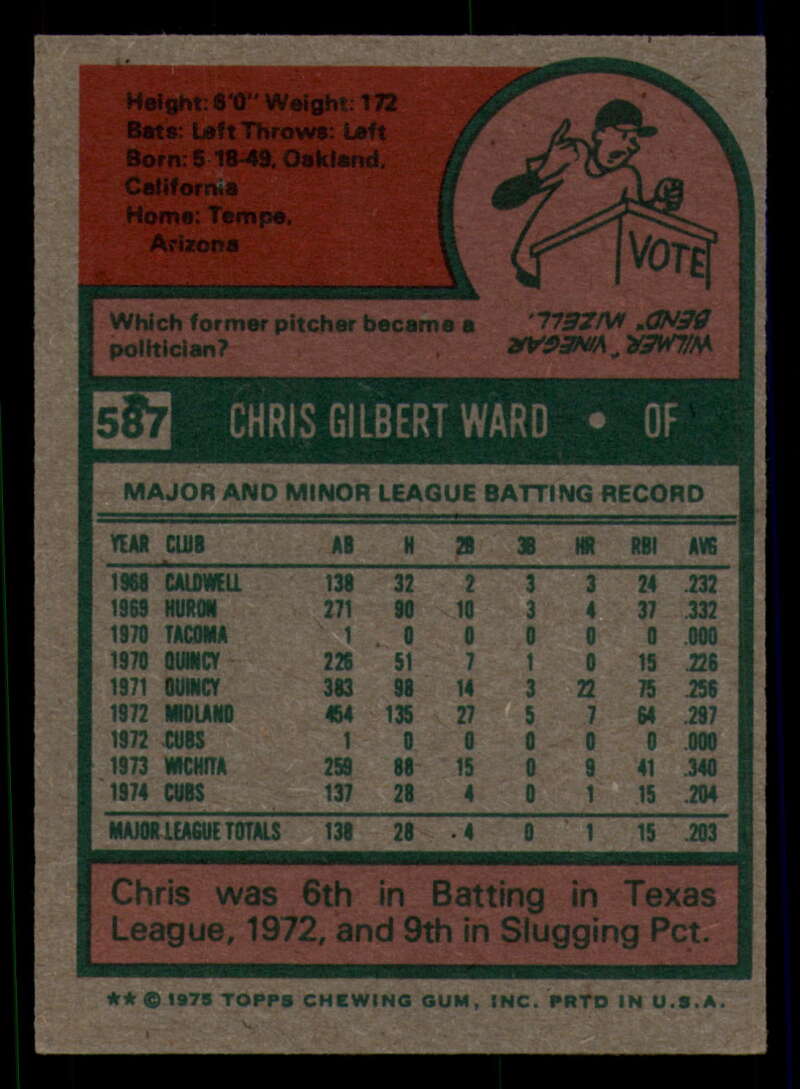 Height: 6'0" Weight: 172
Bats: Left Throws: Left
Born: 5-18-49, Oakland,
California
Home: Tempe,
Arizona
VOTE
Which former pitcher became a
politician?
WILMER "VINEGAR
BEND" MIZELL.
587 CHRIS GILBERT WARD • OF
MAJOR AND MINOR LEAGUE BATTING RECORD
YEAR CLUB AB H 2B 3B HR RBI AVG
1968 CALDWELL 138 32 2 3 3 24 .232
1969 HURON 271 90 10 3 4 37 .332
1970 TACOMA 1 0 0 0 0 0 .000
1970 QUINCY 226 51 7 1 0 15 .226
1971 QUINCY 383 98 14 3 22 75 .256
1972 MIDLAND 454 135 27 5 7 64 .297
1972 CUBS 1 0 0 0 0 0 .000
1973 WICHITA 259 88 15 0 9 41 .340
1974 CUBS 137 28 4 0 1 15 .204
MAJOR LEAGUE TOTALS 138 28 4 0 1 15 .203
Chris was 6th in Batting in Texas
League, 1972, and 9th in Slugging Pct.
** © 1975 TOPPS CHEWING GUM, INC. PRTD IN U.S.A.